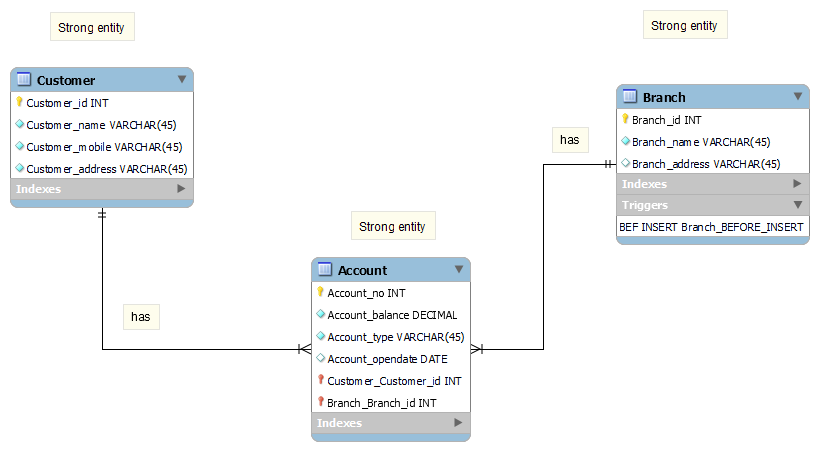 Strong entity
Customer
Customer_id INT
Customer_name VARCHAR(45)
Customer_mobile VARCHAR(45)
Customer_address VARCHAR(45)
Indexes
Strong entity
Branch
Branch_id INT
Branch_name VARCHAR(45)
Branch_address VARCHAR(45)
Indexes
Triggers
BEF INSERT Branch_BEFORE_INSERT
has
has
Strong entity
Account
Account_no INT
Account_balance DECIMAL
Account_type VARCHAR(45)
Account_opendate DATE
Customer_Customer_id INT
Branch_Branch_id INT
Indexes